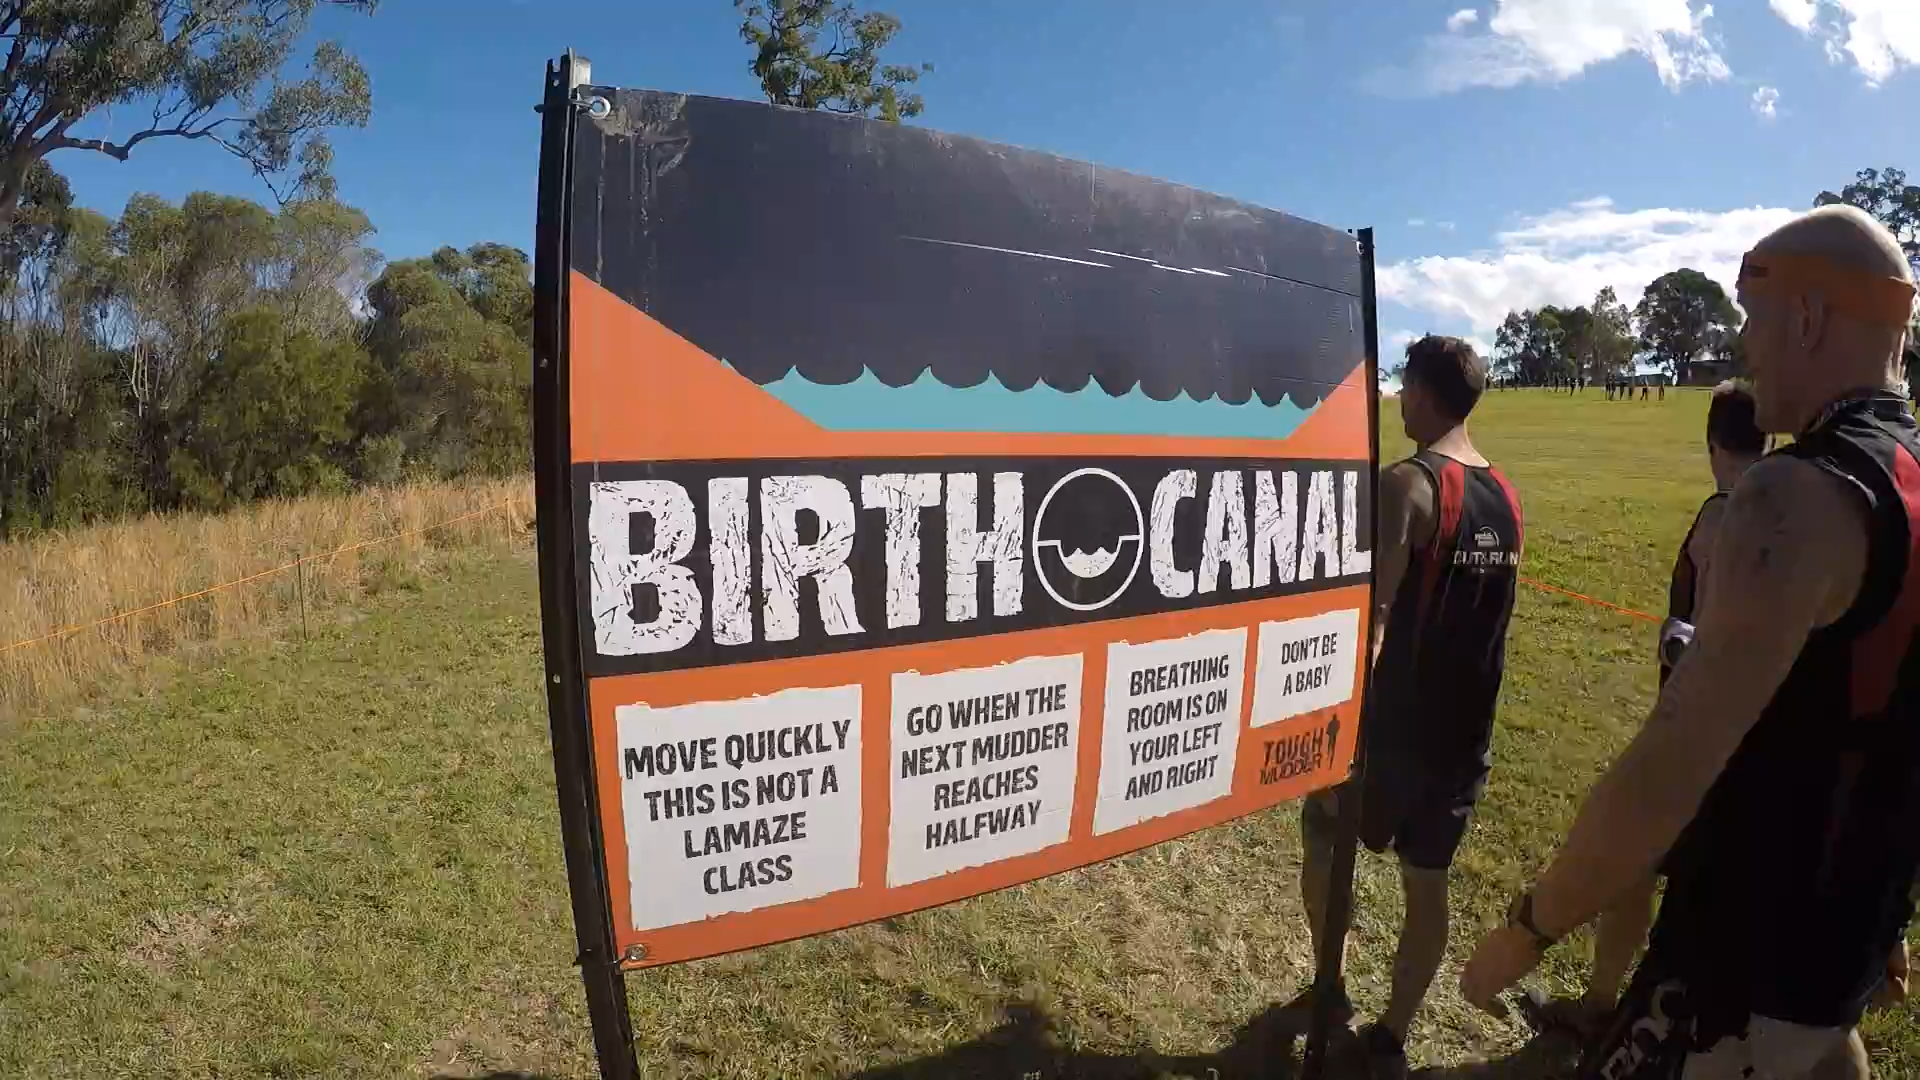 BIRTH CANAL
MOVE QUICKLY
THIS IS NOT A
LAMAZE
CLASS
GO WHEN THE
NEXT MUDDER
REACHES
HALFWAY
BREATHING
ROOM IS ON
YOUR LEFT
AND RIGHT
DON'T BE
A BABY
TOUGH
MUDDER